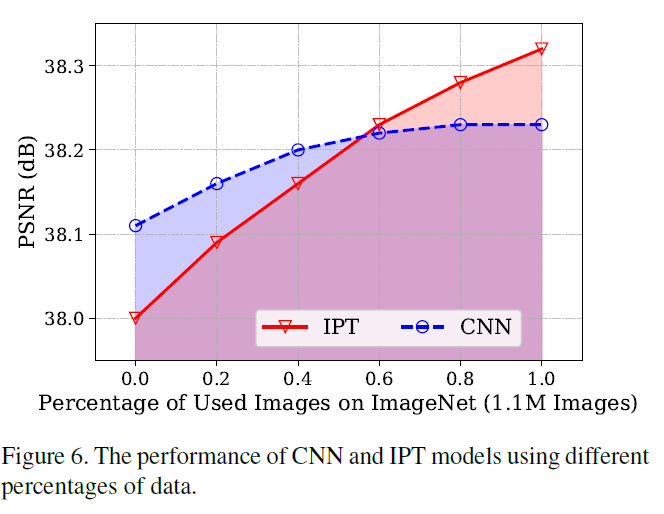 38.3
38.2
38.1
38.0
PSNR (dB)
IPT CNN
0.0 0.2 0.4 0.6 0.8 1.0
Percentage of Used Images on ImageNet (1.1M Images)
Figure 6. The performance of CNN and IPT models using different
percentages of data.